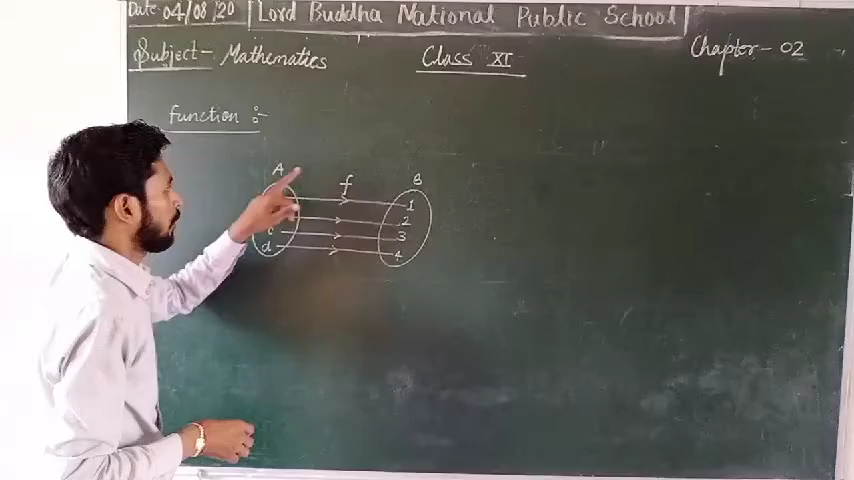 Date- 04/08/20 Lord Buddha National Public School
Subject- Mathematics Class XI Chapter- 02
Function :-
A f B
1
2
c 3
d 4